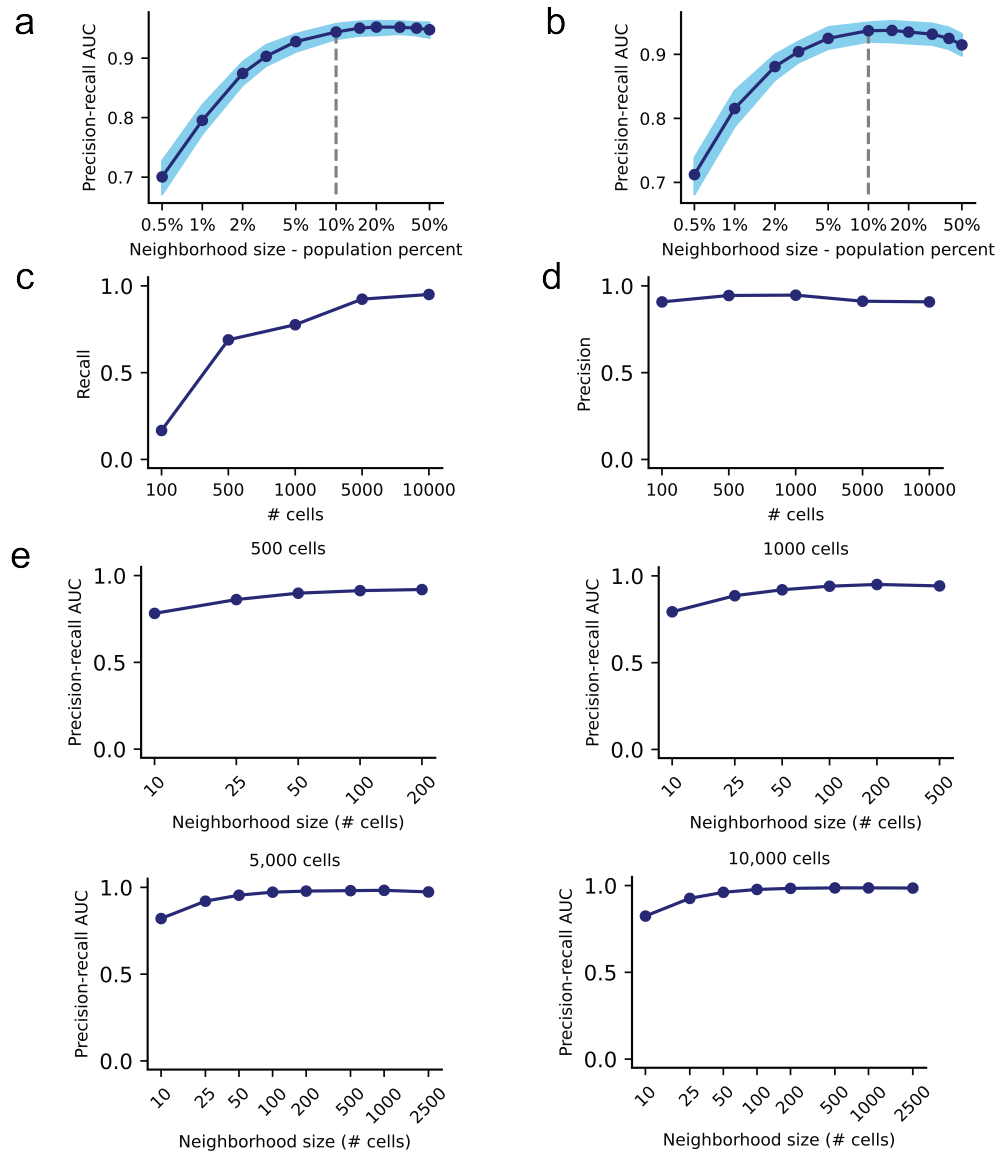 a
Precision-recall AUC
0.9
0.8
0.7
0.5% 1% 2% 5% 10% 20% 50%
Neighborhood size - population percent
b
Precision-recall AUC
0.9
0.8
0.7
0.5% 1% 2% 5% 10% 20% 50%
Neighborhood size - population percent
c
Recall
1.0
0.5
0.0
100 500 1000 5000 10000
# cells
d
Precision
1.0
0.5
0.0
100 500 1000 5000 10000
# cells
e
500 cells
Precision-recall AUC
1.0
0.5
0.0
10 25 50 100 200
Neighborhood size (# cells)
1000 cells
Precision-recall AUC
1.0
0.5
0.0
10 25 50 100 200 500
Neighborhood size (# cells)
5,000 cells
Precision-recall AUC
1.0
0.5
0.0
10 25 50 100 200 500 1000 2500
Neighborhood size (# cells)
10,000 cells
Precision-recall AUC
1.0
0.5
0.0
10 25 50 100 200 500 1000 2500
Neighborhood size (# cells)